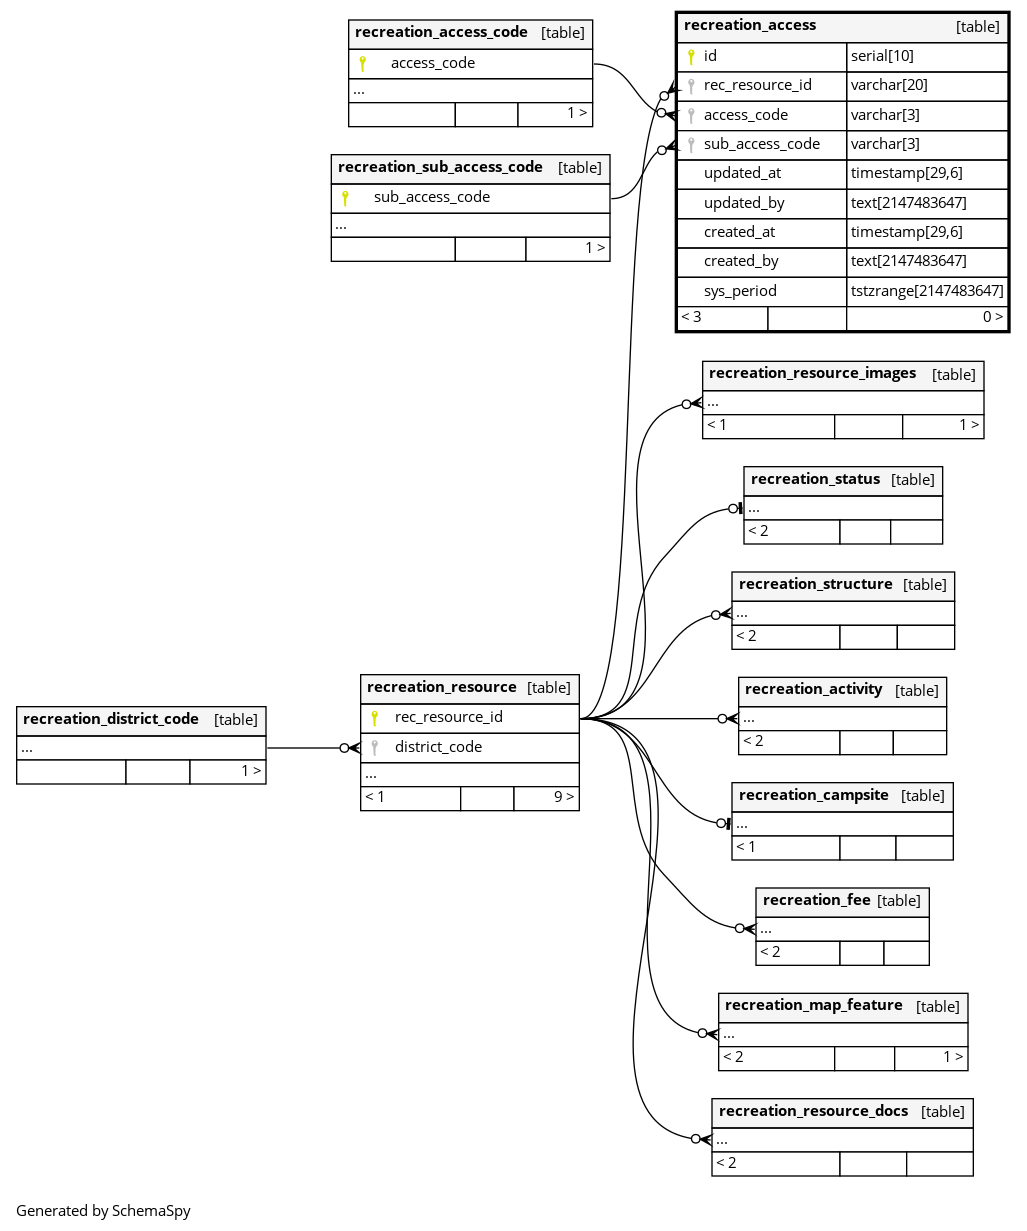 recreation_access_code [table]
access_code
...
1 >
recreation_sub_access_code [table]
sub_access_code
...
1 >
recreation_access [table]
id serial[10]
rec_resource_id varchar[20]
access_code varchar[3]
sub_access_code varchar[3]
updated_at timestamp[29,6]
updated_by text[2147483647]
created_at timestamp[29,6]
created_by text[2147483647]
sys_period tstzrange[2147483647]
< 3 0 >
recreation_resource_images [table]
...
< 1 1 >
recreation_status [table]
...
< 2
recreation_structure [table]
...
< 2
recreation_district_code [table]
...
1 >
recreation_resource [table]
rec_resource_id
district_code
...
< 1 9 >
recreation_activity [table]
...
< 2
recreation_campsite [table]
...
< 1
recreation_fee [table]
...
< 2
recreation_map_feature [table]
...
< 2 1 >
recreation_resource_docs [table]
...
< 2
Generated by SchemaSpy